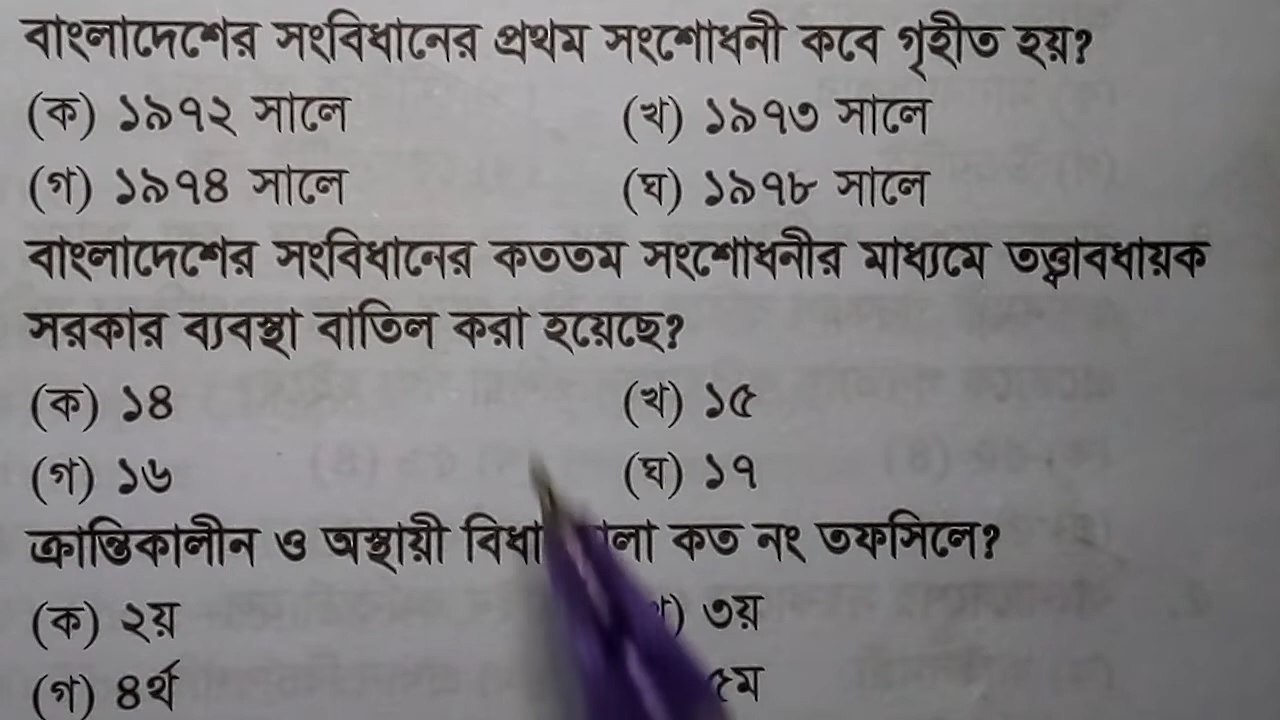 বাংলাদেশের সংবিধানের প্রথম সংশোধনী কবে গৃহীত হয়?
(ক) ১৯৭২ সালে (খ) ১৯৭৩ সালে
(গ) ১৯৭৪ সালে (ঘ) ১৯৭৮ সালে
বাংলাদেশের সংবিধানের কততম সংশোধনীর মাধ্যমে তত্ত্বাবধায়ক
সরকার ব্যবস্থা বাতিল করা হয়েছে?
(ক) ১৪ (খ) ১৫
(গ) ১৬ (ঘ) ১৭
ক্রান্তিকালীন ও অস্থায়ী কত নং তফসিলে?
(ক) ২য় ৩য়
(গ) ৪র্থ ৫ম